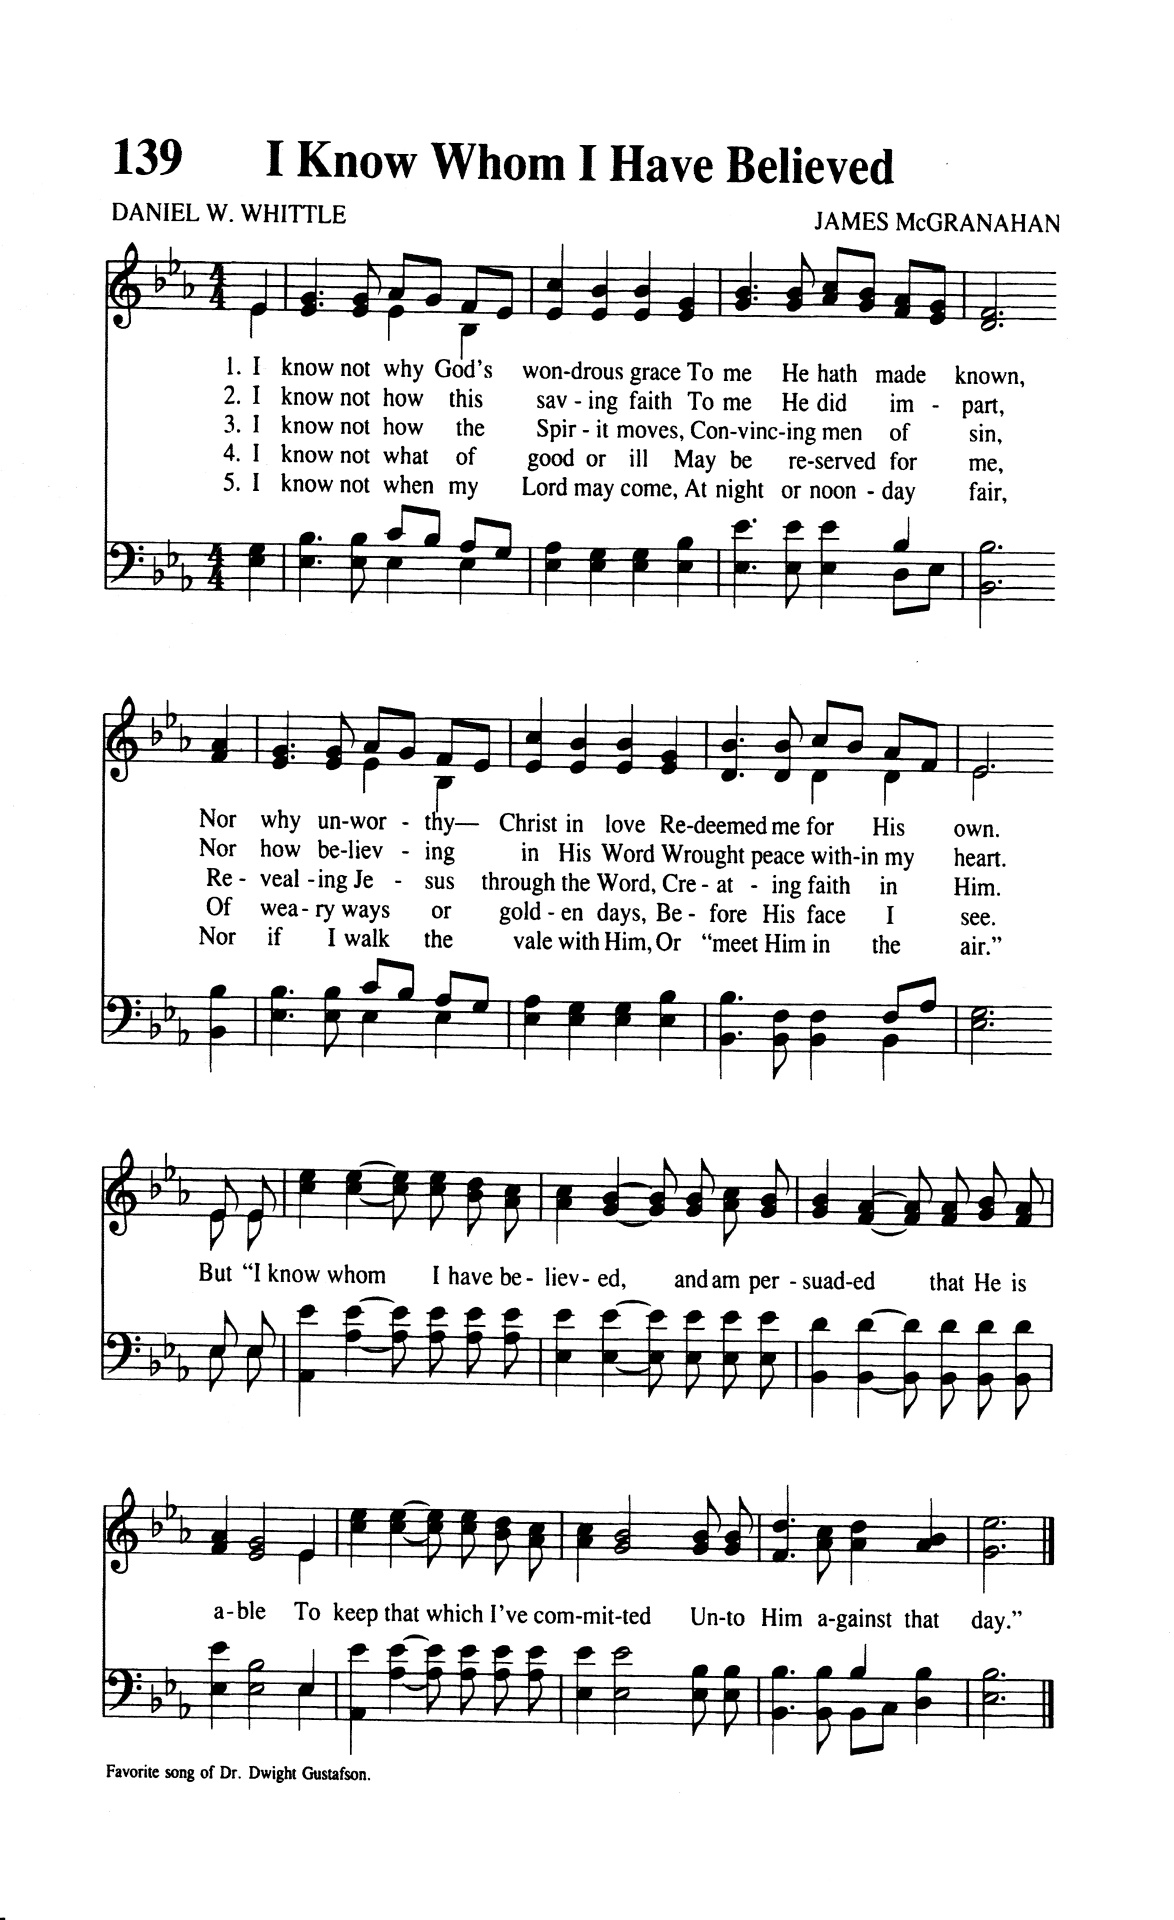 139 I Know Whom I Have Believed
DANIEL W. WHITTLE
JAMES McGRANAHAN
1. I know not why God's won-drous grace To me He hath made known,
2. I know not how this sav - ing faith To me He did im - part,
3. I know not how the Spir - it moves, Con-vinc-ing men of sin,
4. I know not what of good or ill May be re-served for me,
5. I know not when my Lord may come, At night or noon - day fair,
Nor why un-wor - thy— Christ in love Re-deemed me for His own.
Nor how be-liev - ing in His Word Wrought peace with-in my heart.
Re - veal -ing Je - sus through the Word, Cre - at - ing faith in Him.
Of wea - ry ways or gold - en days, Be - fore His face I see.
Nor if I walk the vale with Him, Or “meet Him in the air.”
But “I know whom I have be - liev - ed, and am per - suad-ed that He is
a-ble To keep that which I've com-mit-ted Un-to Him a-gainst that day.”
Favorite song of Dr. Dwight Gustafson.